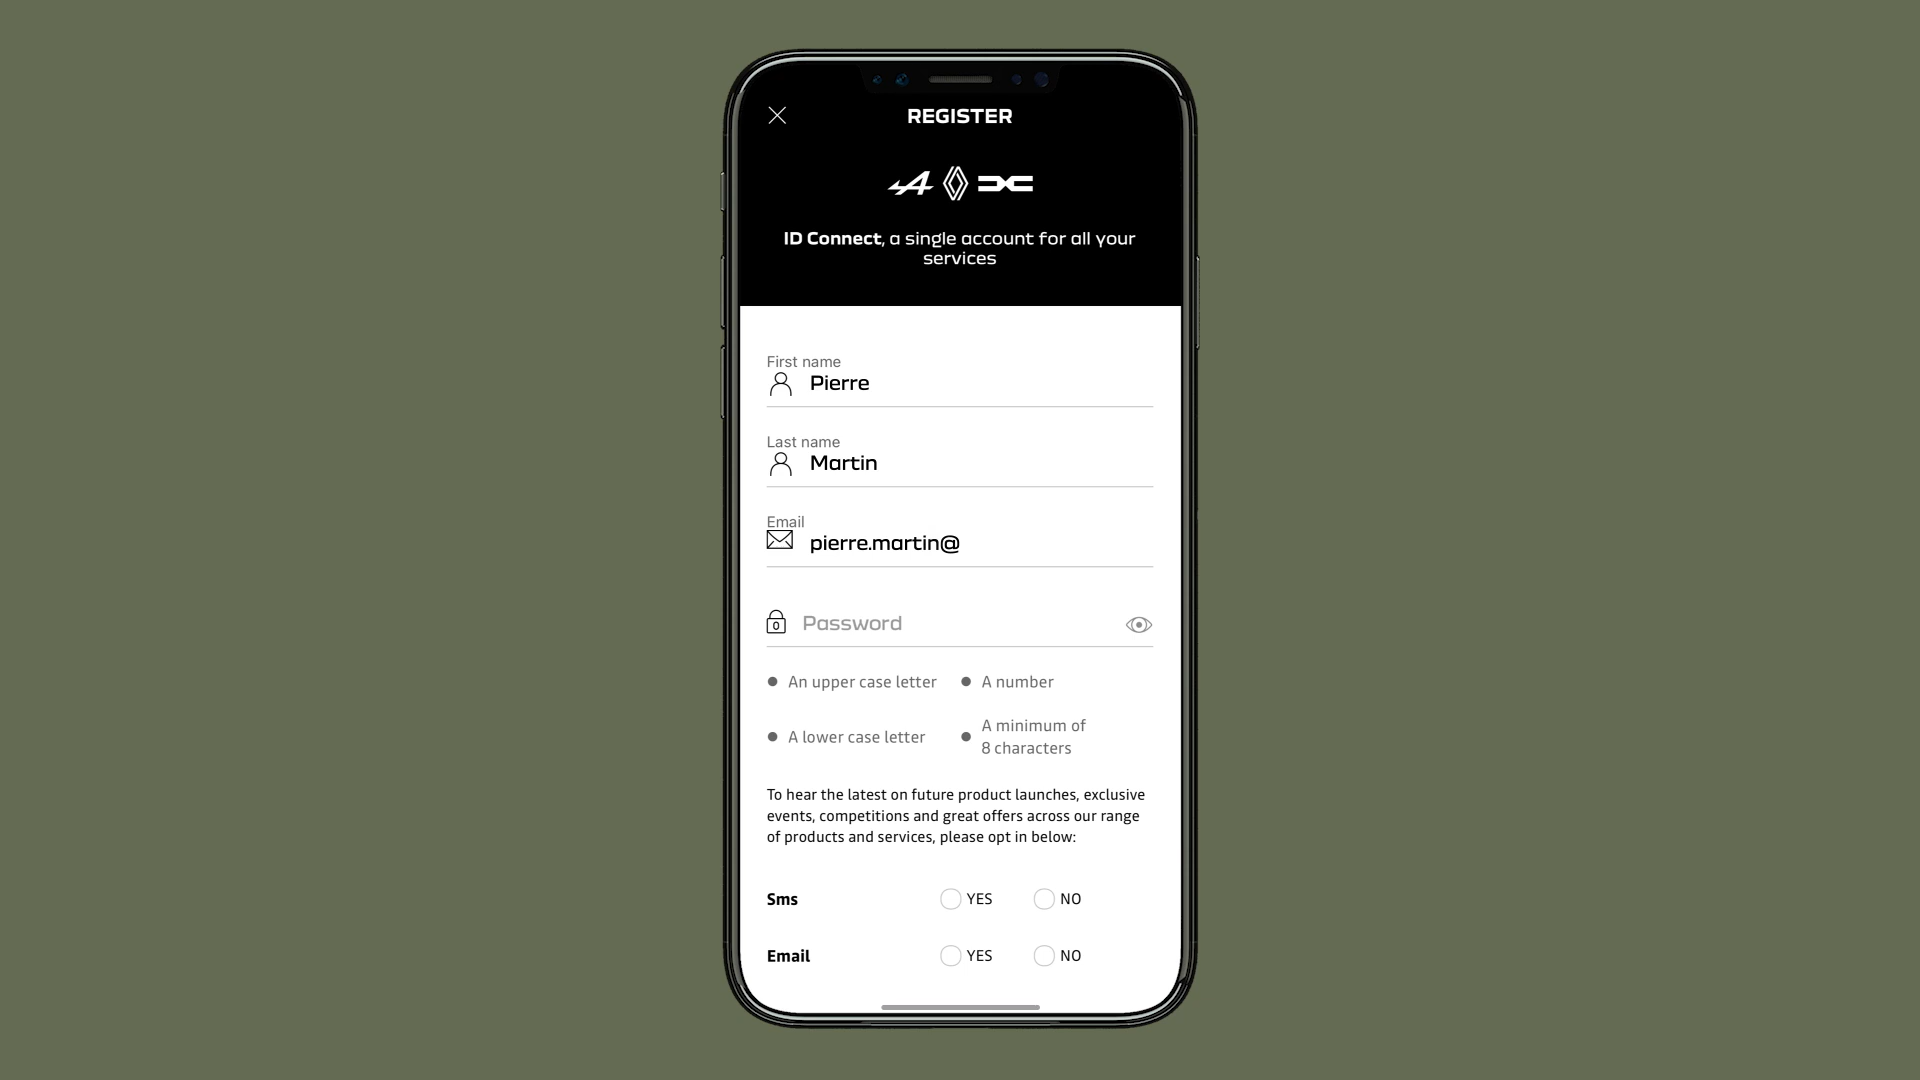 REGISTER
ID Connect, a single account for all your
services
First name
Pierre
Last name
Martin
Email
pierre.martin@
Password
An upper case letter
A number
A lower case letter
A minimum of
8 characters
To hear the latest on future product launches, exclusive
events, competitions and great offers across our range
of products and services, please opt in below:
Sms YES NO
Email YES NO